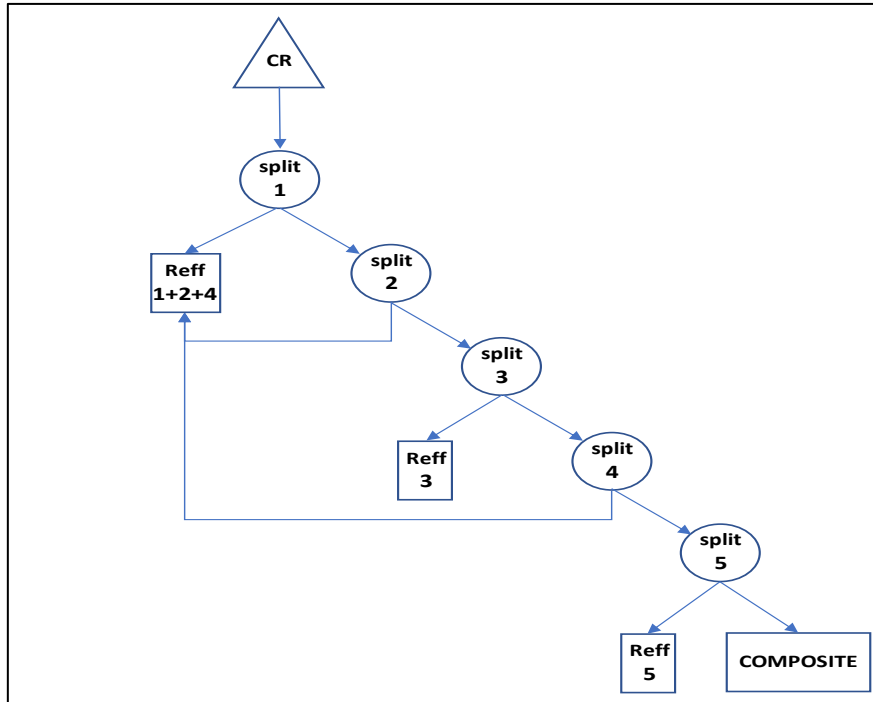 CR
split
1
Reff
1+2+4
split
2
split
3
Reff
3
split
4
split
5
Reff
5
COMPOSITE